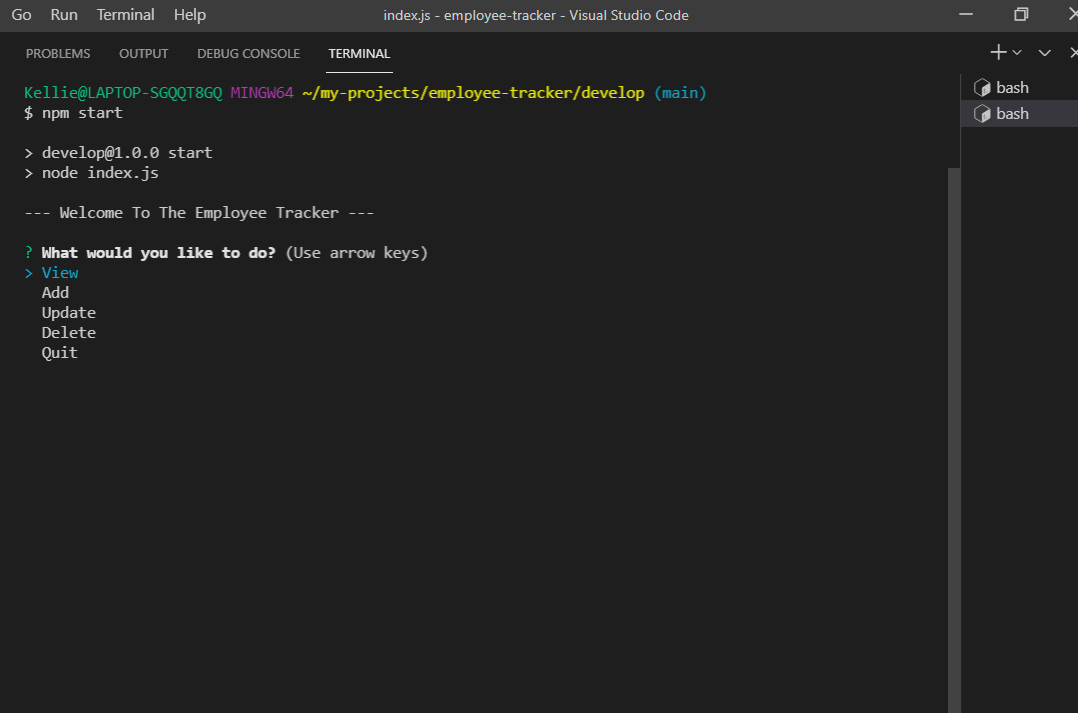 Go Run Terminal Help index.js - employee-tracker - Visual Studio Code
PROBLEMS OUTPUT DEBUG CONSOLE TERMINAL
Kellie@LAPTOP-SGQQT8GQ MINGW64 ~/my-projects/employee-tracker/develop (main)
$ npm start
> develop@1.0.0 start
> node index.js
--- Welcome To The Employee Tracker ---
? What would you like to do? (Use arrow keys)
> View
Add
Update
Delete
Quit
bash
bash